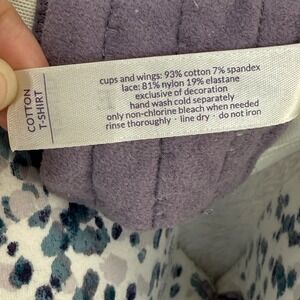 COTTON
T-SHIRT
cups and wings: 93% cotton 7% spandex
lace: 81% nylon 19% elastane
exclusive of decoration
hand wash cold separately
only non-chlorine bleach when needed
rinse thoroughly · line dry · do not iron